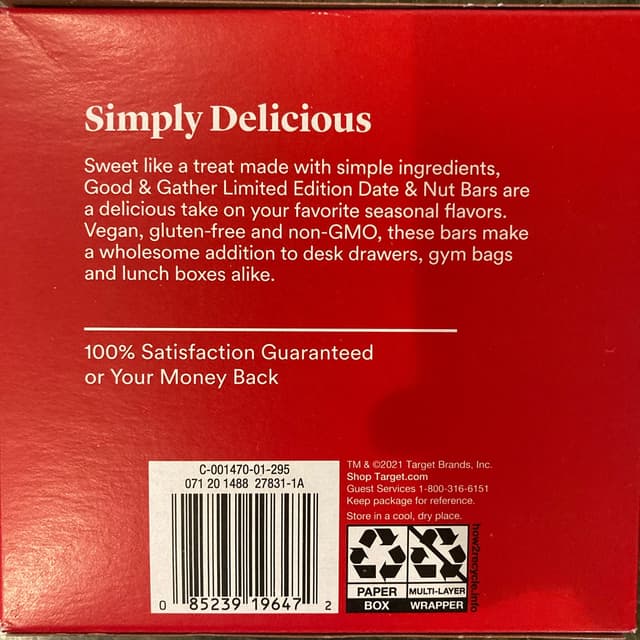 Simply Delicious
Sweet like a treat made with simple ingredients,
Good & Gather Limited Edition Date & Nut Bars are
a delicious take on your favorite seasonal flavors.
Vegan, gluten-free and non-GMO, these bars make
a wholesome addition to desk drawers, gym bags
and lunch boxes alike.
100% Satisfaction Guaranteed
or Your Money Back
C-001470-01-295
071 20 1488 27831-1A
0 85239 19647 2
TM & ©2021 Target Brands, Inc.
Shop Target.com
Guest Services 1-800-316-6151
Keep package for reference.
Store in a cool, dry place.
PAPER
BOX
MULTI-LAYER
WRAPPER
how2recycle.info